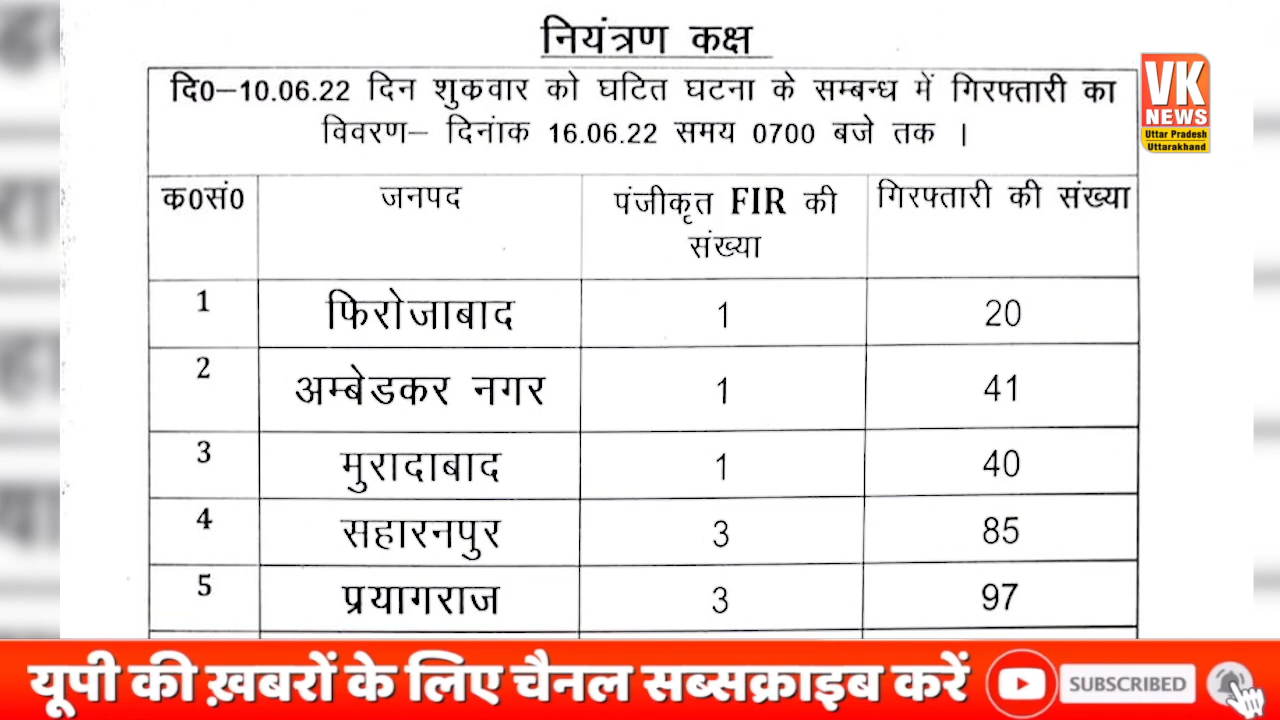 नियंत्रण कक्ष
दि0–10.06.22 दिन शुकवार को घटित घटना के सम्बन्ध में गिरफ्तारी का
विवरण– दिनांक 16.06.22 समय 0700 बजे तक ।
VK
NEWS
Uttar Pradesh
Uttarakhand
क0सं0 जनपद पंजीकृत FIR की गिरफ्तारी की संख्या
संख्या
1 फिरोजाबाद 1 20
2 अम्बेडकर नगर 1 41
3 मुरादाबाद 1 40
4 सहारनपुर 3 85
5 प्रयागराज 3 97
यूपी की ख़बरों के लिए चैनल सब्सक्राइब करें SUBSCRIBED